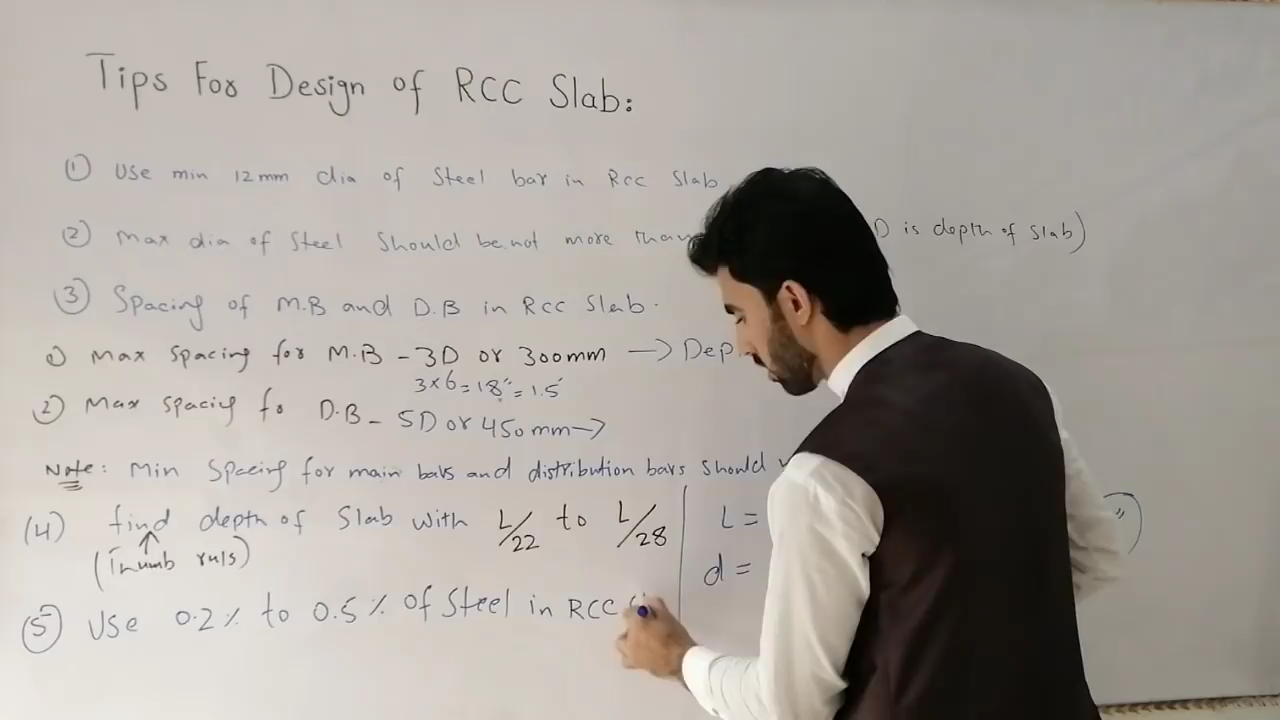 Tips For Design of RCC Slab:
① Use min 12mm dia of Steel bar in Rcc Slab
② Max dia of Steel Should be not more than D is depth of slab)
③ Spacing of M.B and D.B in Rcc Slab.
① Max Spacing for M.B - 3D or 300mm →
3×6=18"=1.5'
② Max Spacing fo D.B - 5D or 450mm→
Note: Min Spacing for main bars and distribution bars should
(4) find depth of Slab with L/22 to L/28
L =
(Thumb ruls)
d =
⑤ Use 0.2% to 0.5% of Steel in RCC